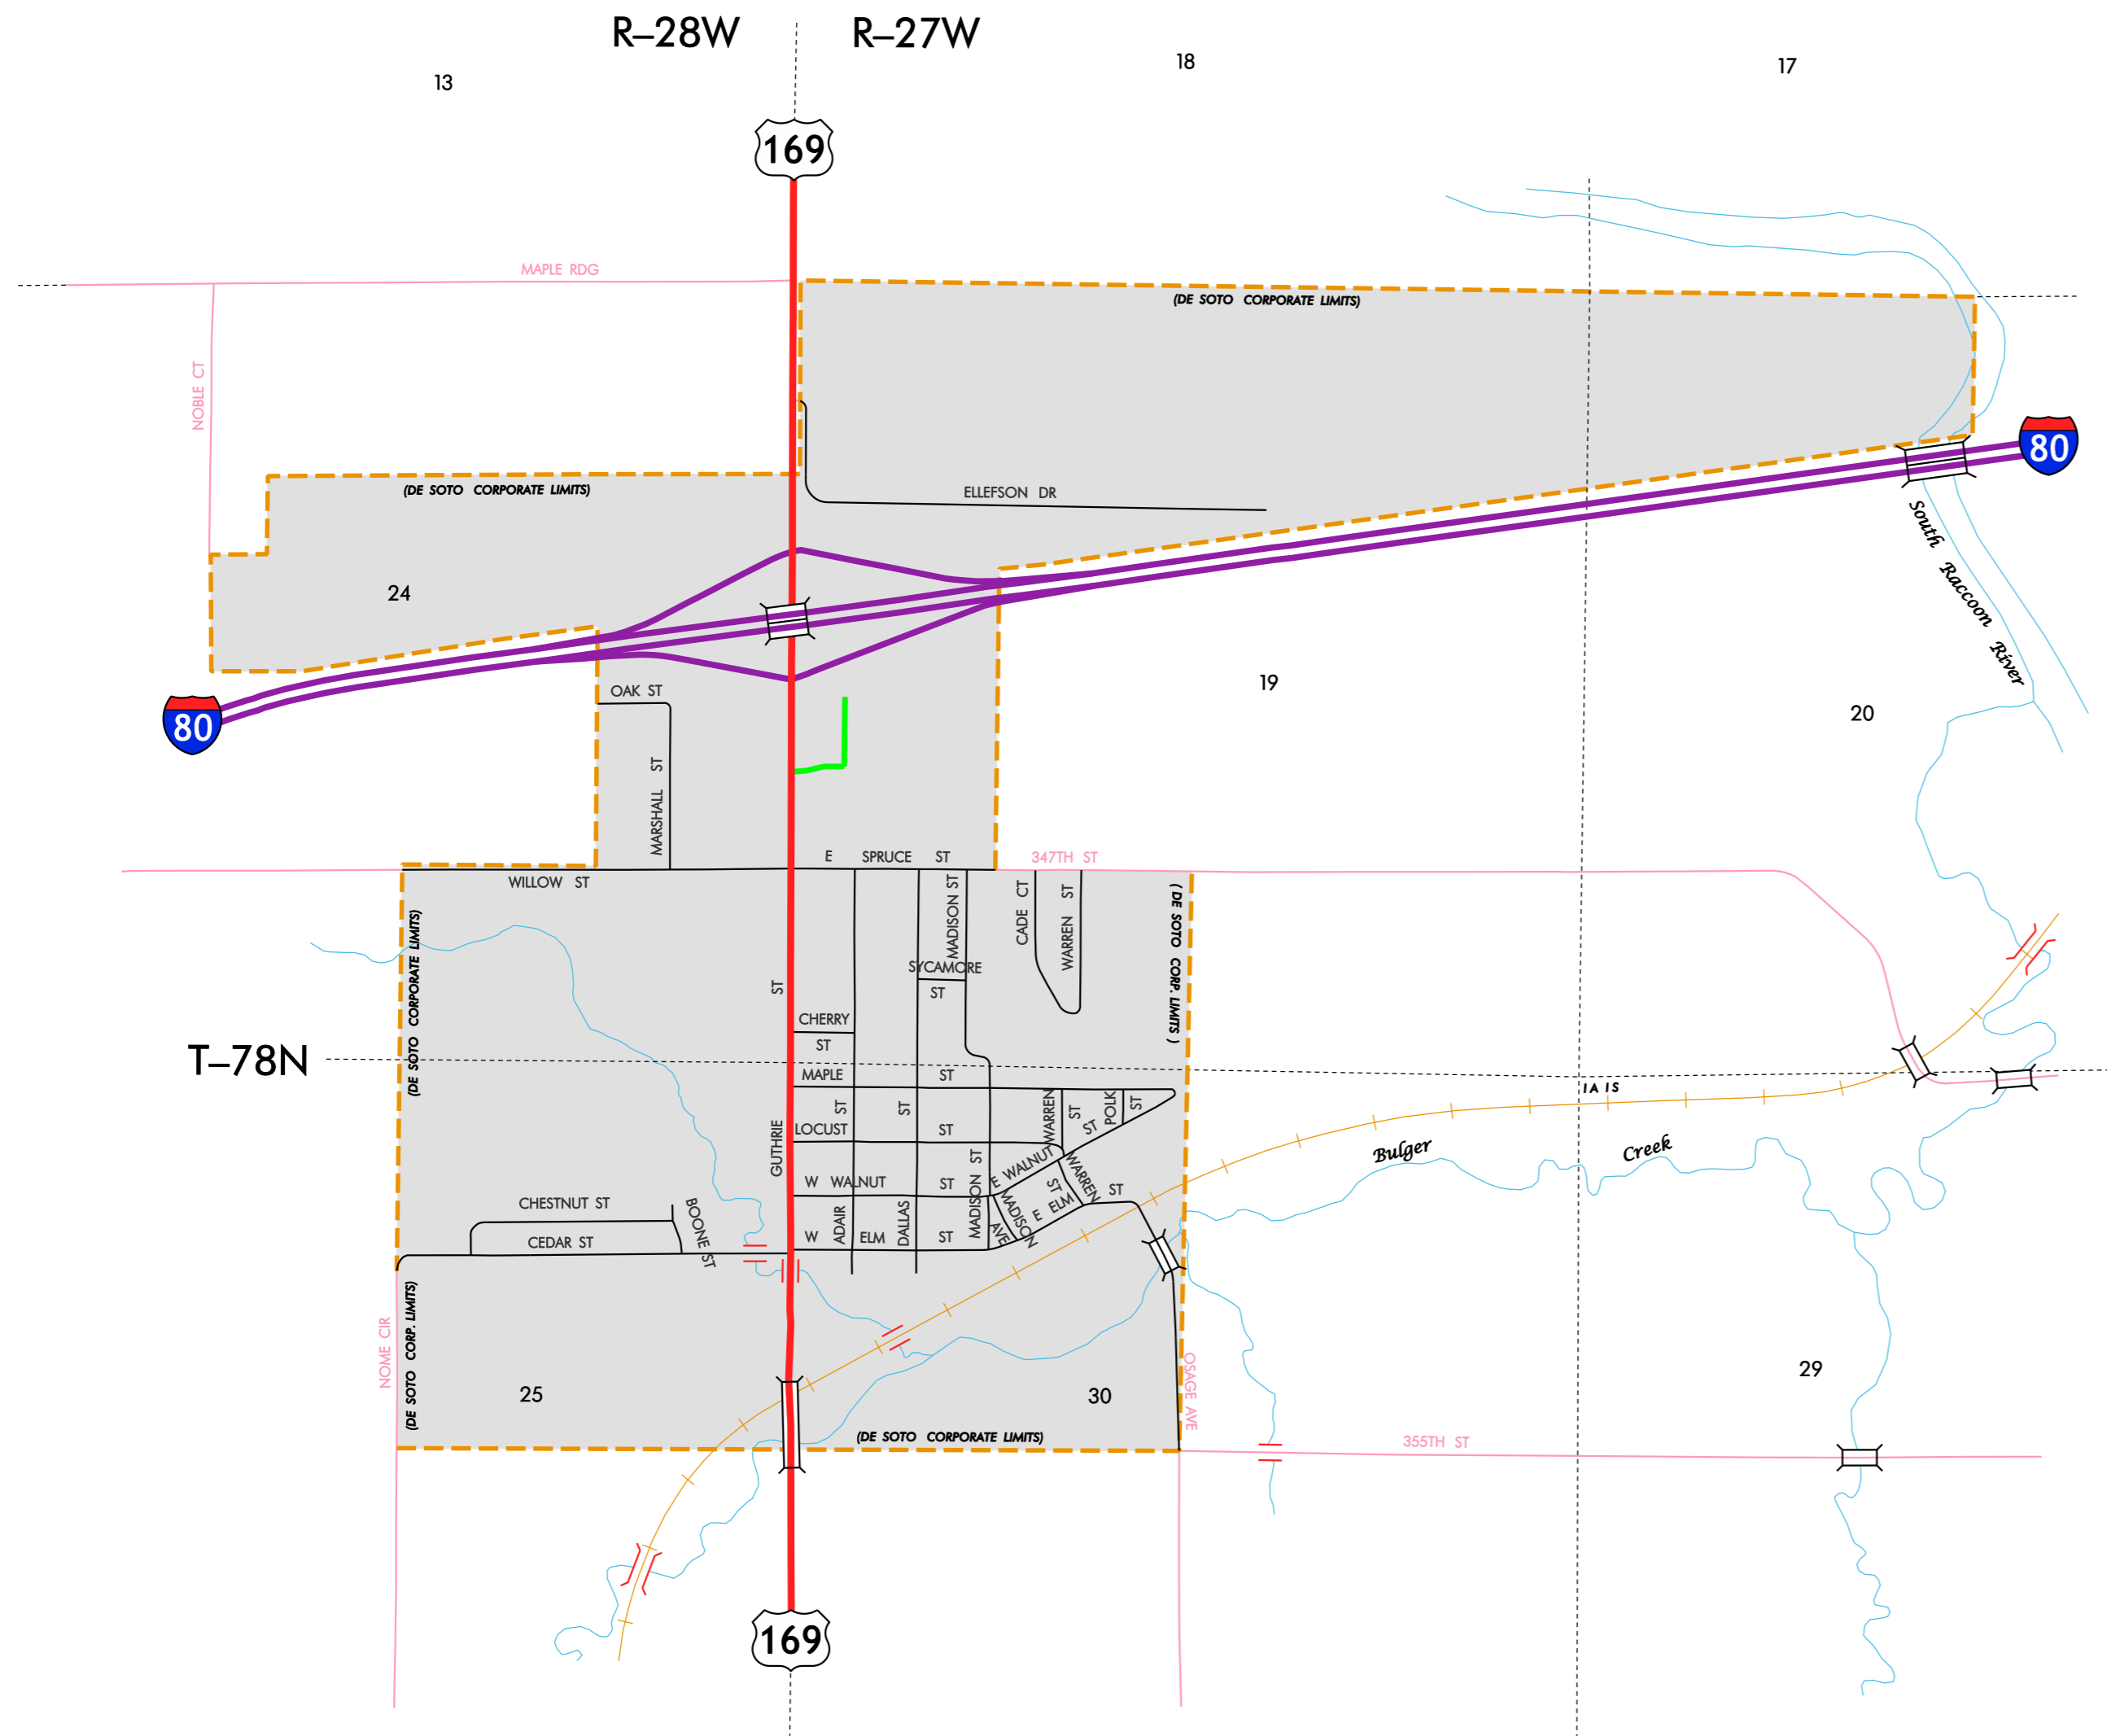 R–28W
R–27W
13
18
17
169
MAPLE RDG
(DE SOTO CORPORATE LIMITS)
NOBLE CT
80
(DE SOTO CORPORATE LIMITS)
ELLEFSON DR
South Raccoon River
24
19
20
80
OAK ST
MARSHALL ST
E SPRUCE ST
347TH ST
WILLOW ST
(DE SOTO CORPORATE LIMITS)
MADISON ST
CADE CT
WARREN ST
(DE SOTO CORP. LIMITS)
SYCAMORE
ST
GUTHRIE ST
CHERRY
ST
T–78N
MAPLE ST
ADAIR ST
DALLAS ST
WARREN ST
POLK ST
IAIS
LOCUST ST
Bulger Creek
W WALNUT ST
E WALNUT ST
MADISON ST
WARREN ST
MADISON AVE
CHESTNUT ST
BOONE ST
CEDAR ST
W ELM ST
E ELM ST
NOME CIR
(DE SOTO CORP. LIMITS)
25
30
29
OSAGE AVE
(DE SOTO CORPORATE LIMITS)
355TH ST
169